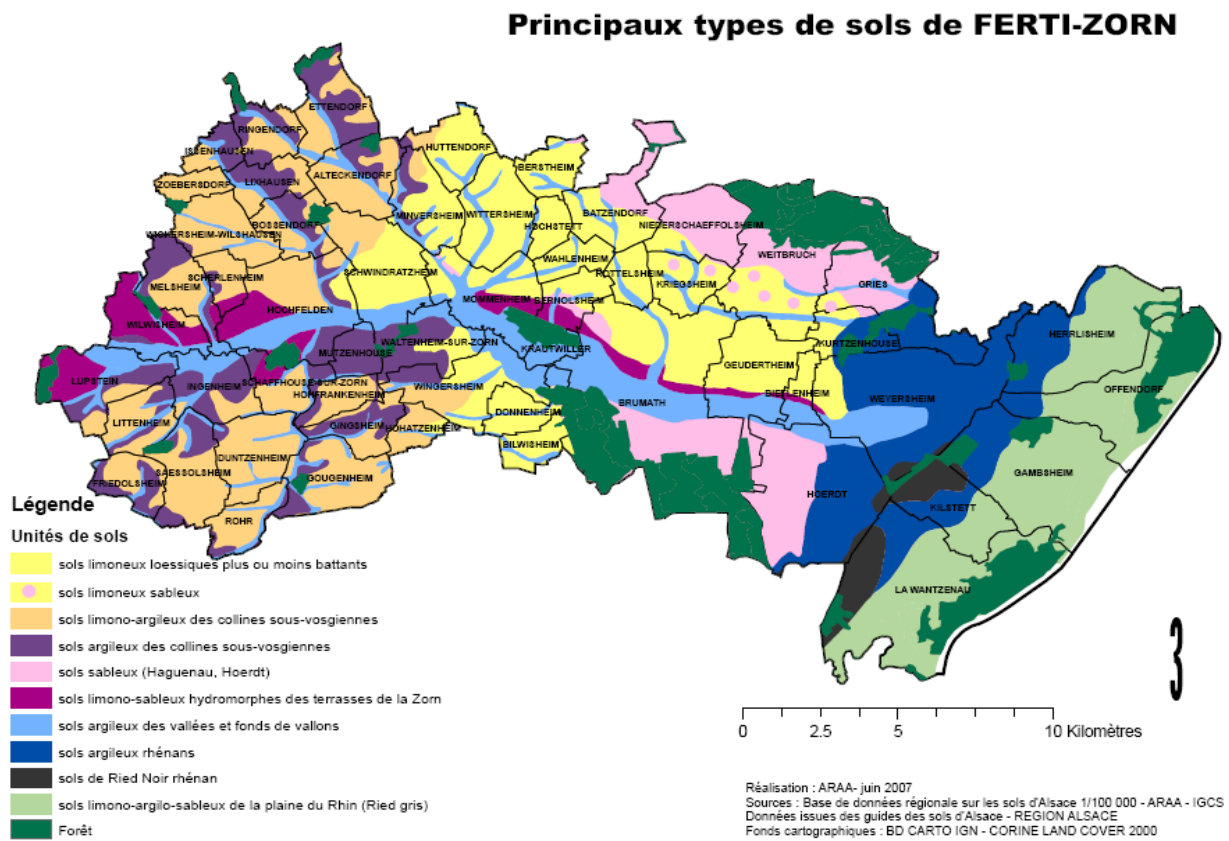 Principaux types de sols de FERTI-ZORN
ETTENDORF
RINGENDORF
ISSENHAUSEN
HUTTENDORF
BERSTHEIM
ZOEBERSDORF
LIXHAUSEN
ALTECKENDORF
MINVERSHEIM
WITTERSHEIM
BATZENDORF
HOCHSTETT
NIEDERSCHAEFFOLSHEIM
BOSSENDORF
WICKERSHEIM-WILSHAUSEN
WAHLENHEIM
WEITBRUCH
SCHERLENHEIM
SCHWINDRATZHEIM
ROTTELSHEIM
KRIEGSHEIM
GRIES
MELSHEIM
MOMMENHEIM
BERNOLSHEIM
HOCHFELDEN
WILWISHEIM
HERRLISHEIM
MUTZENHOUSE
WALTENHEIM-SUR-ZORN
KRAUTWILLER
KURTZENHOUSE
GEUDERTHEIM
LUPSTEIN
INGENHEIM
SCHAFFHOUSE-SUR-ZORN
WINGERSHEIM
OFFENDORF
HOHFRANKENHEIM
BIETLENHEIM
BRUMATH
WEYERSHEIM
DONNENHEIM
LITTENHEIM
GINGSHEIM
HOHATZENHEIM
BILWISHEIM
DUNTZENHEIM
SAESSOLSHEIM
GAMBSHEIM
GOUGENHEIM
FRIEDOLSHEIM
HOERDT
KILSTETT
ROHR
LA WANTZENAU
Légende
Unités de sols
sols limoneux loessiques plus ou moins battants
sols limoneux sableux
sols limono-argileux des collines sous-vosgiennes
sols argileux des collines sous-vosgiennes
sols sableux (Haguenau, Hoerdt)
sols limono-sableux hydromorphes des terrasses de la Zorn
sols argileux des vallées et fonds de vallons
sols argileux rhénans
sols de Ried Noir rhénan
sols limono-argilo-sableux de la plaine du Rhin (Ried gris)
Forêt
3
0 2.5 5 10 Kilomètres
Réalisation : ARAA- juin 2007
Sources : Base de données régionale sur les sols d'Alsace 1/100 000 - ARAA - IGCS
Données issues des guides des sols d'Alsace - REGION ALSACE
Fonds cartographiques : BD CARTO IGN - CORINE LAND COVER 2000